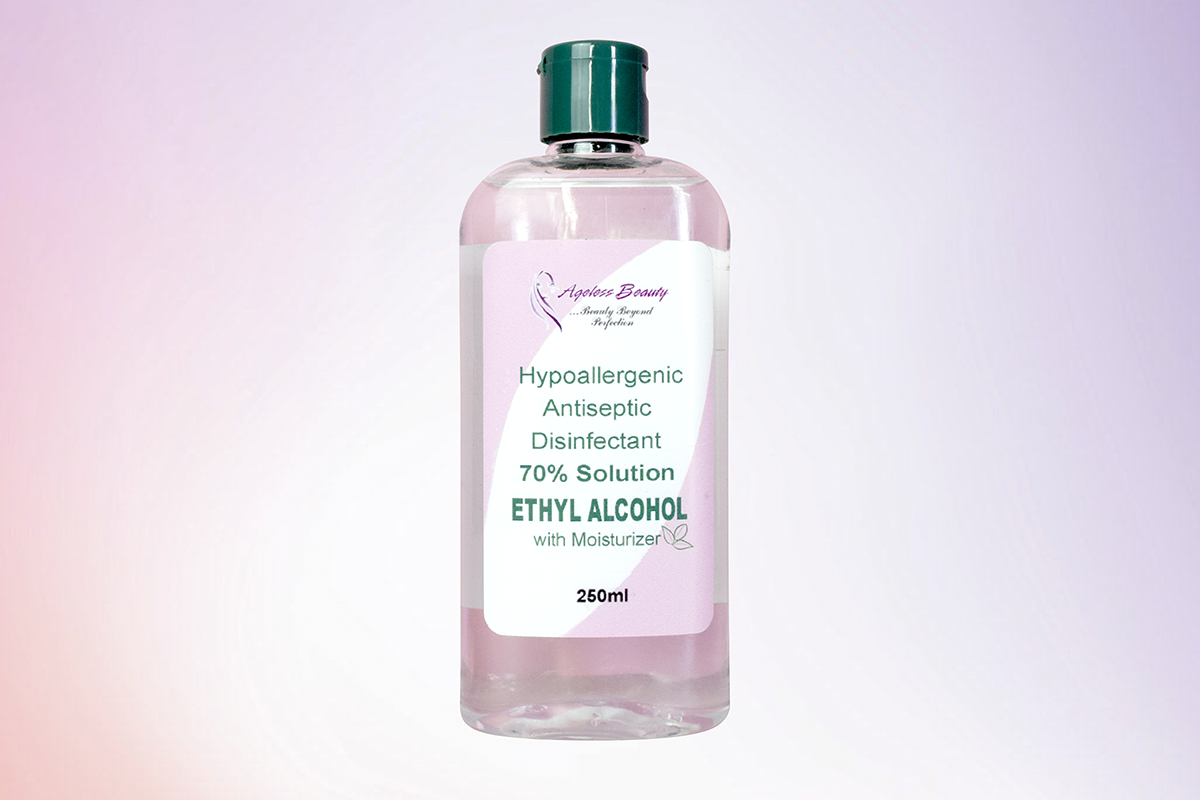 Ageless Beauty
...Beauty Beyond
Perfection
Hypoallergenic
Antiseptic
Disinfectant
70% Solution
ETHYL ALCOHOL
with Moisturizer
250ml